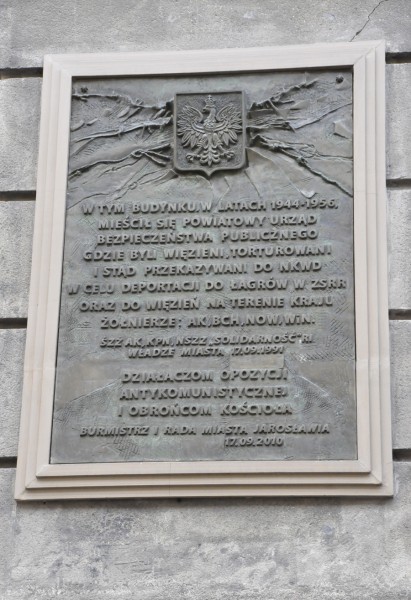 W TYM BUDYNKU, W LATACH 1944-1956,
MIEŚCIŁ SIĘ POWIATOWY URZĄD
BEZPIECZEŃSTWA PUBLICZNEGO
GDZIE BYLI WIĘZIENI, TORTUROWANI
I STĄD PRZEKAZYWANI DO NKWD
W CELU DEPORTACJI DO ŁAGRÓW W ZSRR
ORAZ DO WIĘZIEŃ NA TERENIE KRAJU
ŻOŁNIERZE: AK, BCH, NOW, WiN.
ŚZŻ AK, KPN, NSZZ „SOLIDARNOŚĆ" RI
WŁADZE MIASTA 17.09.1991
DZIAŁACZOM OPOZYCJI
ANTYKOMUNISTYCZNEJ
I OBROŃCOM KOŚCIOŁA
BURMISTRZ I RADA MIASTA JAROSŁAWIA
17.09.2010